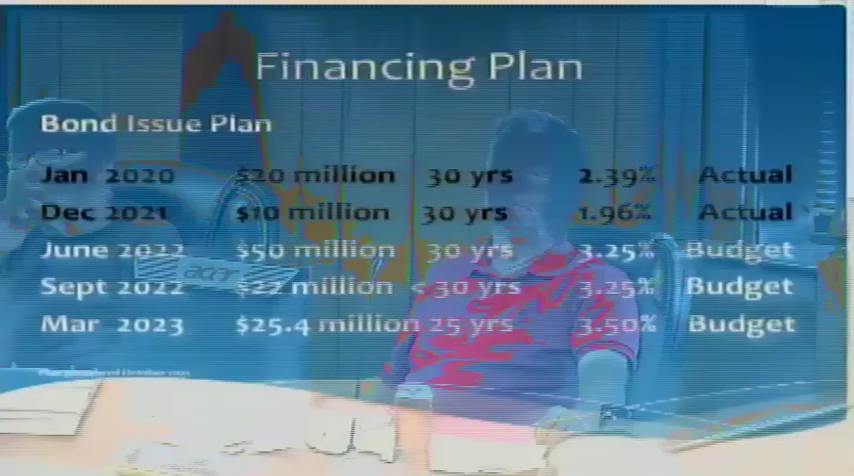 Financing Plan
Bond Issue Plan
Jan 2020 $20 million 30 yrs 2.39% Actual
Dec 2021 $10 million 30 yrs 1.96% Actual
June 2022 $50 million 30 yrs 3.25% Budget
Sept 2022 $22 million < 30 yrs 3.25% Budget
acer
Mar 2023 $25.4 million 25 yrs 3.50% Budget